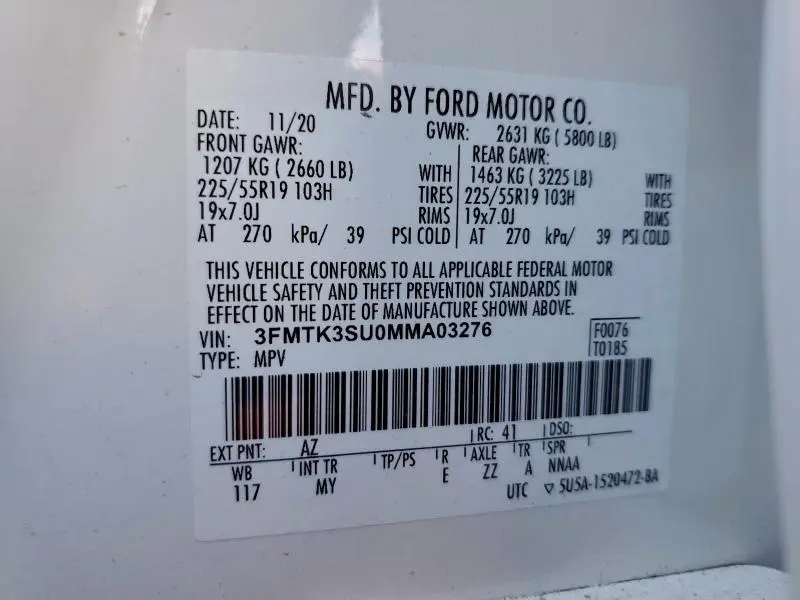 MFD. BY FORD MOTOR CO.
DATE: 11/20 GVWR: 2631 KG ( 5800 LB)
FRONT GAWR: REAR GAWR:
1207 KG ( 2660 LB) WITH 1463 KG ( 3225 LB) WITH
225/55R19 103H TIRES 225/55R19 103H TIRES
19x7.0J RIMS 19x7.0J RIMS
AT 270 kPa/ 39 PSI COLD AT 270 kPa/ 39 PSI COLD
THIS VEHICLE CONFORMS TO ALL APPLICABLE FEDERAL MOTOR
VEHICLE SAFETY AND THEFT PREVENTION STANDARDS IN
EFFECT ON THE DATE OF MANUFACTURE SHOWN ABOVE.
VIN: 3FMTK3SU0MMA03276 F0076
TYPE: MPV T0185
EXT PNT: AZ RC: 41 DSO:
WB INT TR TP/PS R AXLE TR SPR
117 MY E ZZ A NNAA
UTC ▽ 5U5A-1520472-BA